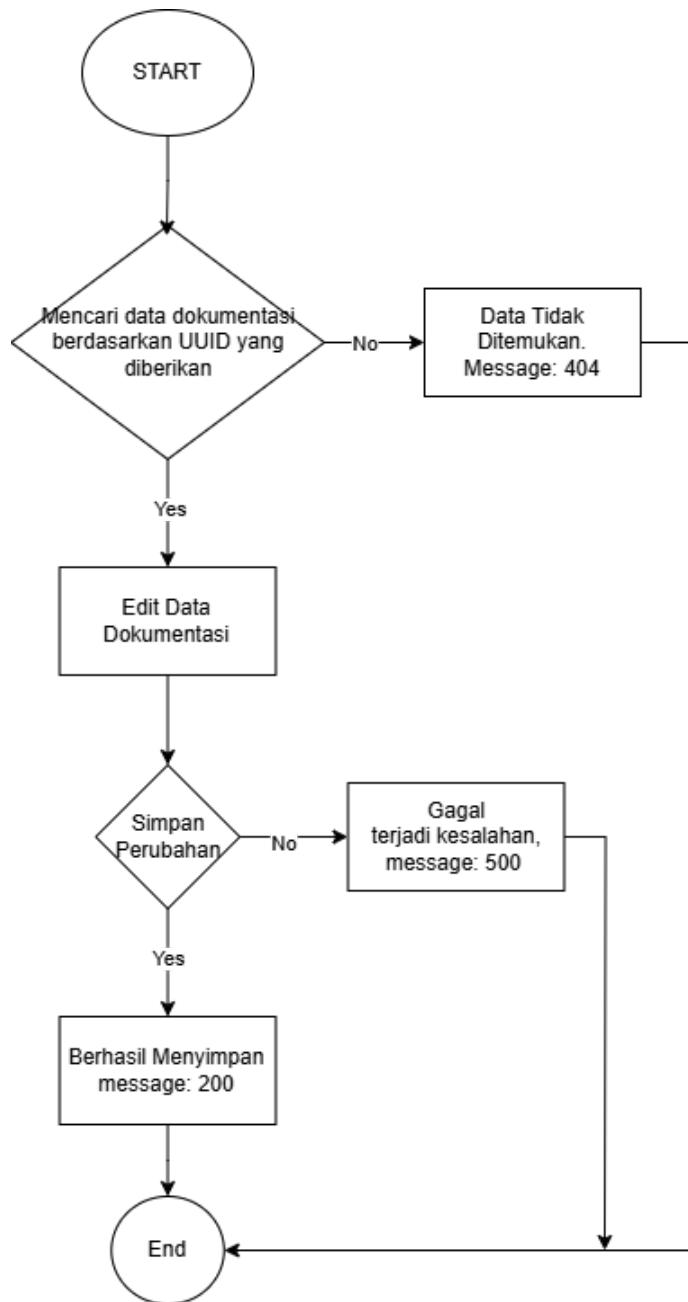 START
Mencari data dokumentasi
berdasarkan UUID yang
diberikan
No
Data Tidak
Ditemukan.
Message: 404
Yes
Edit Data
Dokumentasi
Simpan
Perubahan
No
Gagal
terjadi kesalahan,
message: 500
Yes
Berhasil Menyimpan
message: 200
End